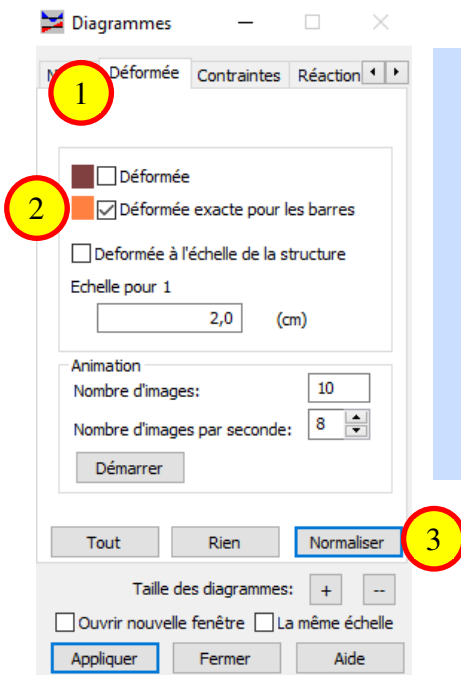 Diagrammes
N
1
Déformée
Contraintes
Réaction
Déformée
2
Déformée exacte pour les barres
Deformée à l'échelle de la structure
Echelle pour 1
2,0 (cm)
Animation
Nombre d'images: 10
Nombre d'images par seconde: 8
Démarrer
Tout Rien Normaliser 3
Taille des diagrammes: + --
Ouvrir nouvelle fenêtre La même échelle
Appliquer Fermer Aide